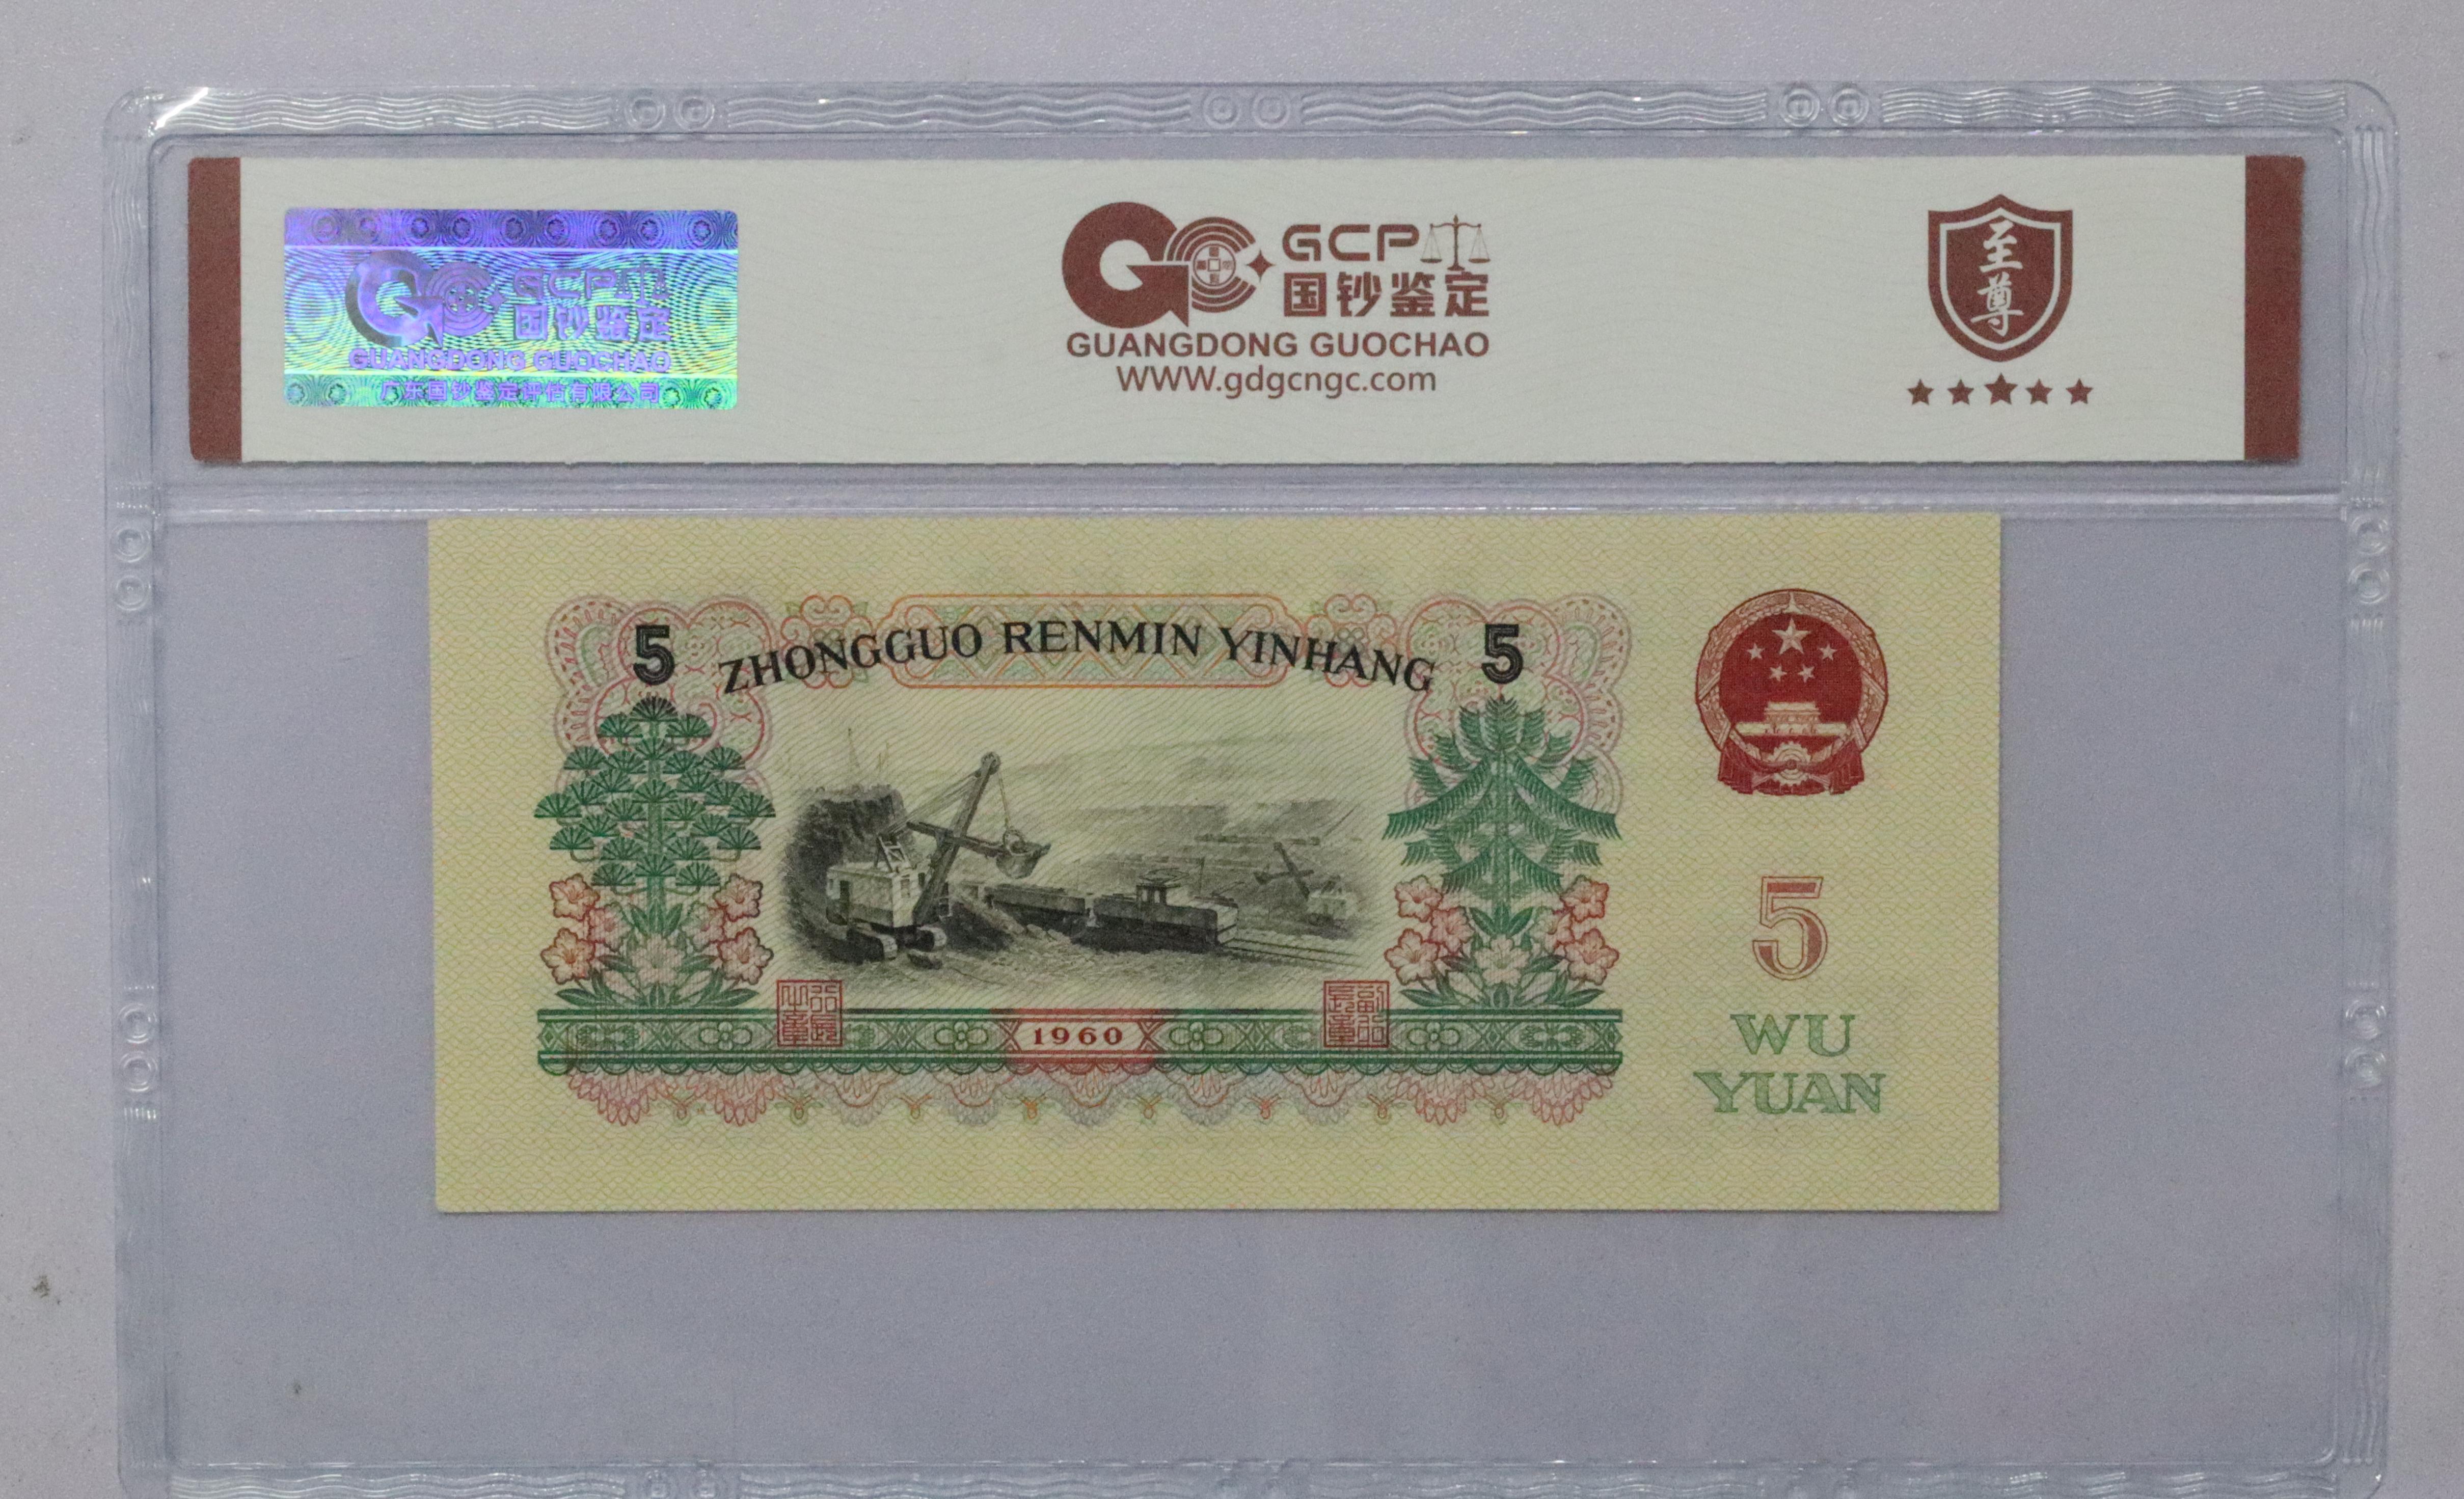 GCP
国钞鉴定
GUANGDONG GUOCHAO
广东国钞鉴定评估有限公司
GCP
国钞鉴定
GUANGDONG GUOCHAO
WWW.gdgcngc.com
至尊
5 ZHONGGUO RENMIN YINHANG 5
5
WU
YUAN
1960